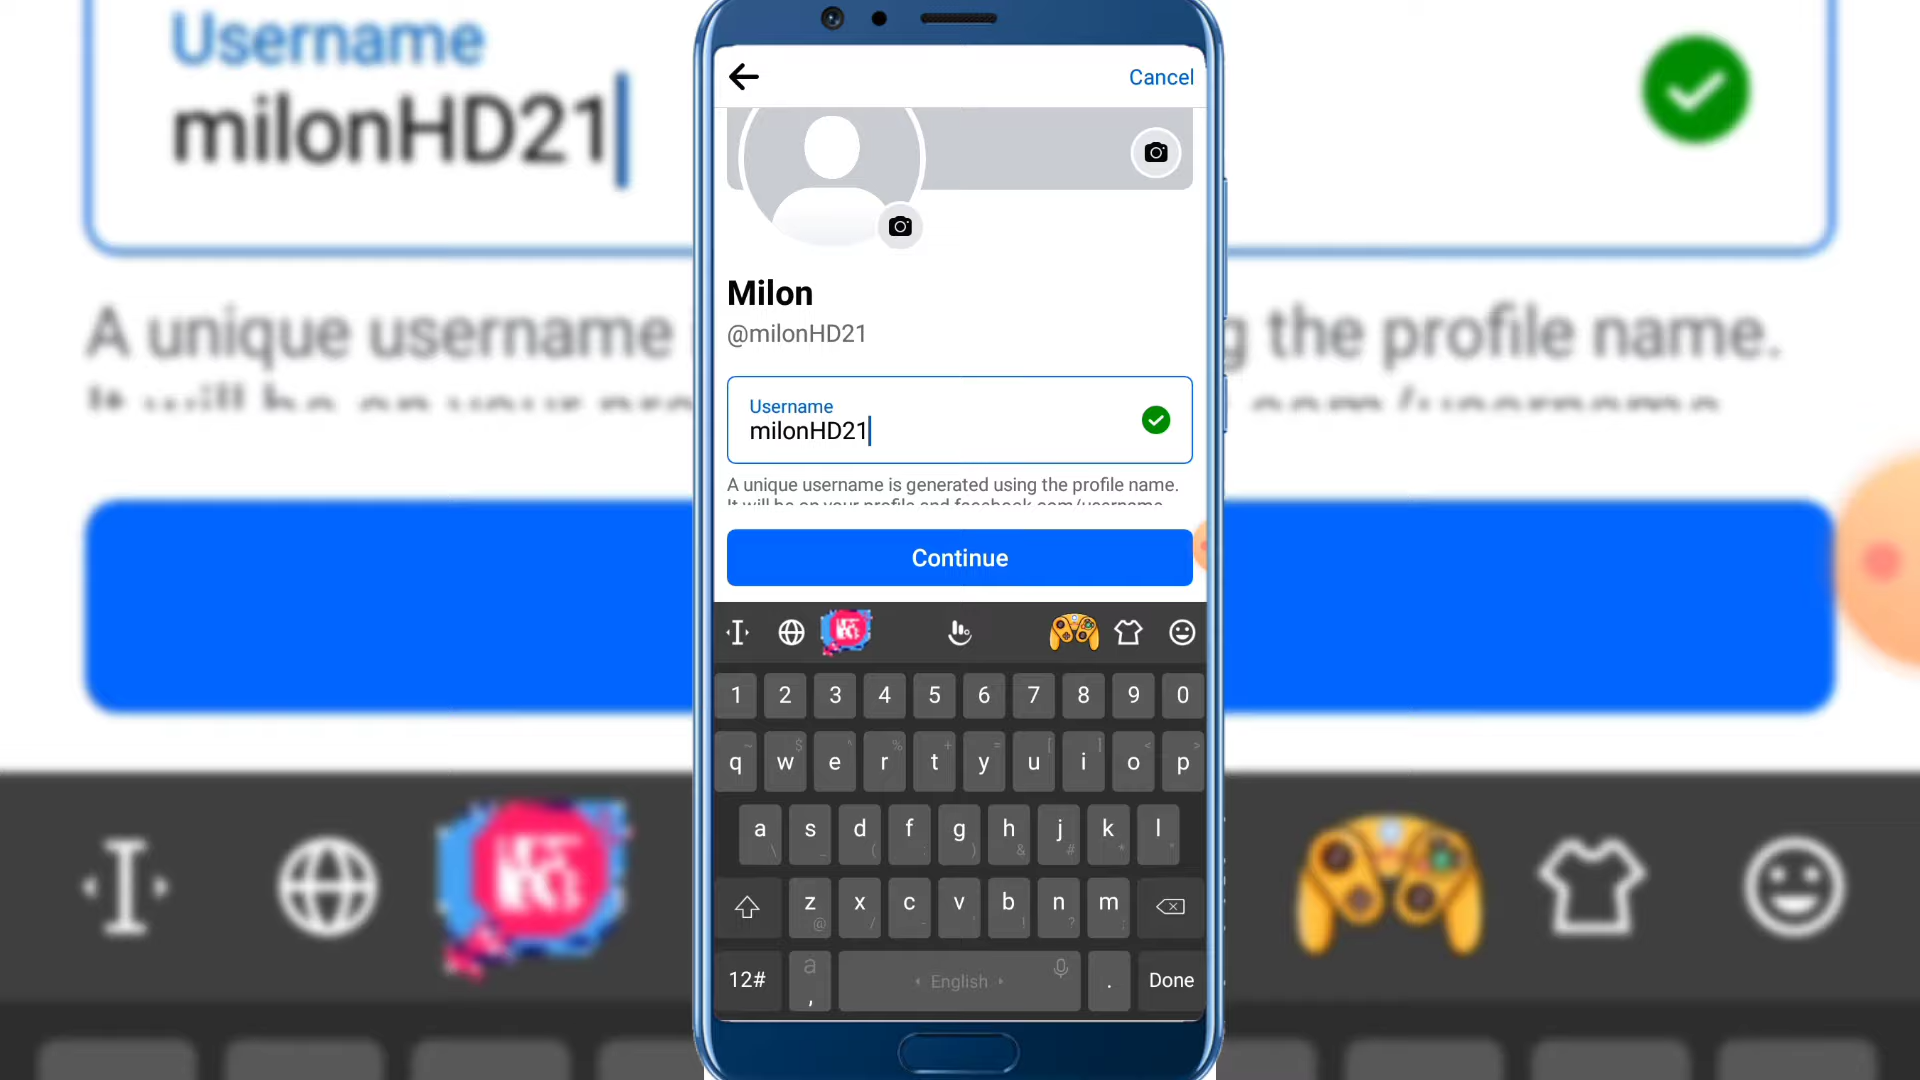 Username
milonHD21
A unique username
g the profile name.
Cancel
Milon
@milonHD21
Username
milonHD21
A unique username is generated using the profile name.
It will be on your profile and facebook.com/username
Continue
1 2 3 4 5 6 7 8 9 0
q w e r t y u i o p
a s d f g h j k l
z x c v b n m
12# , English . Done